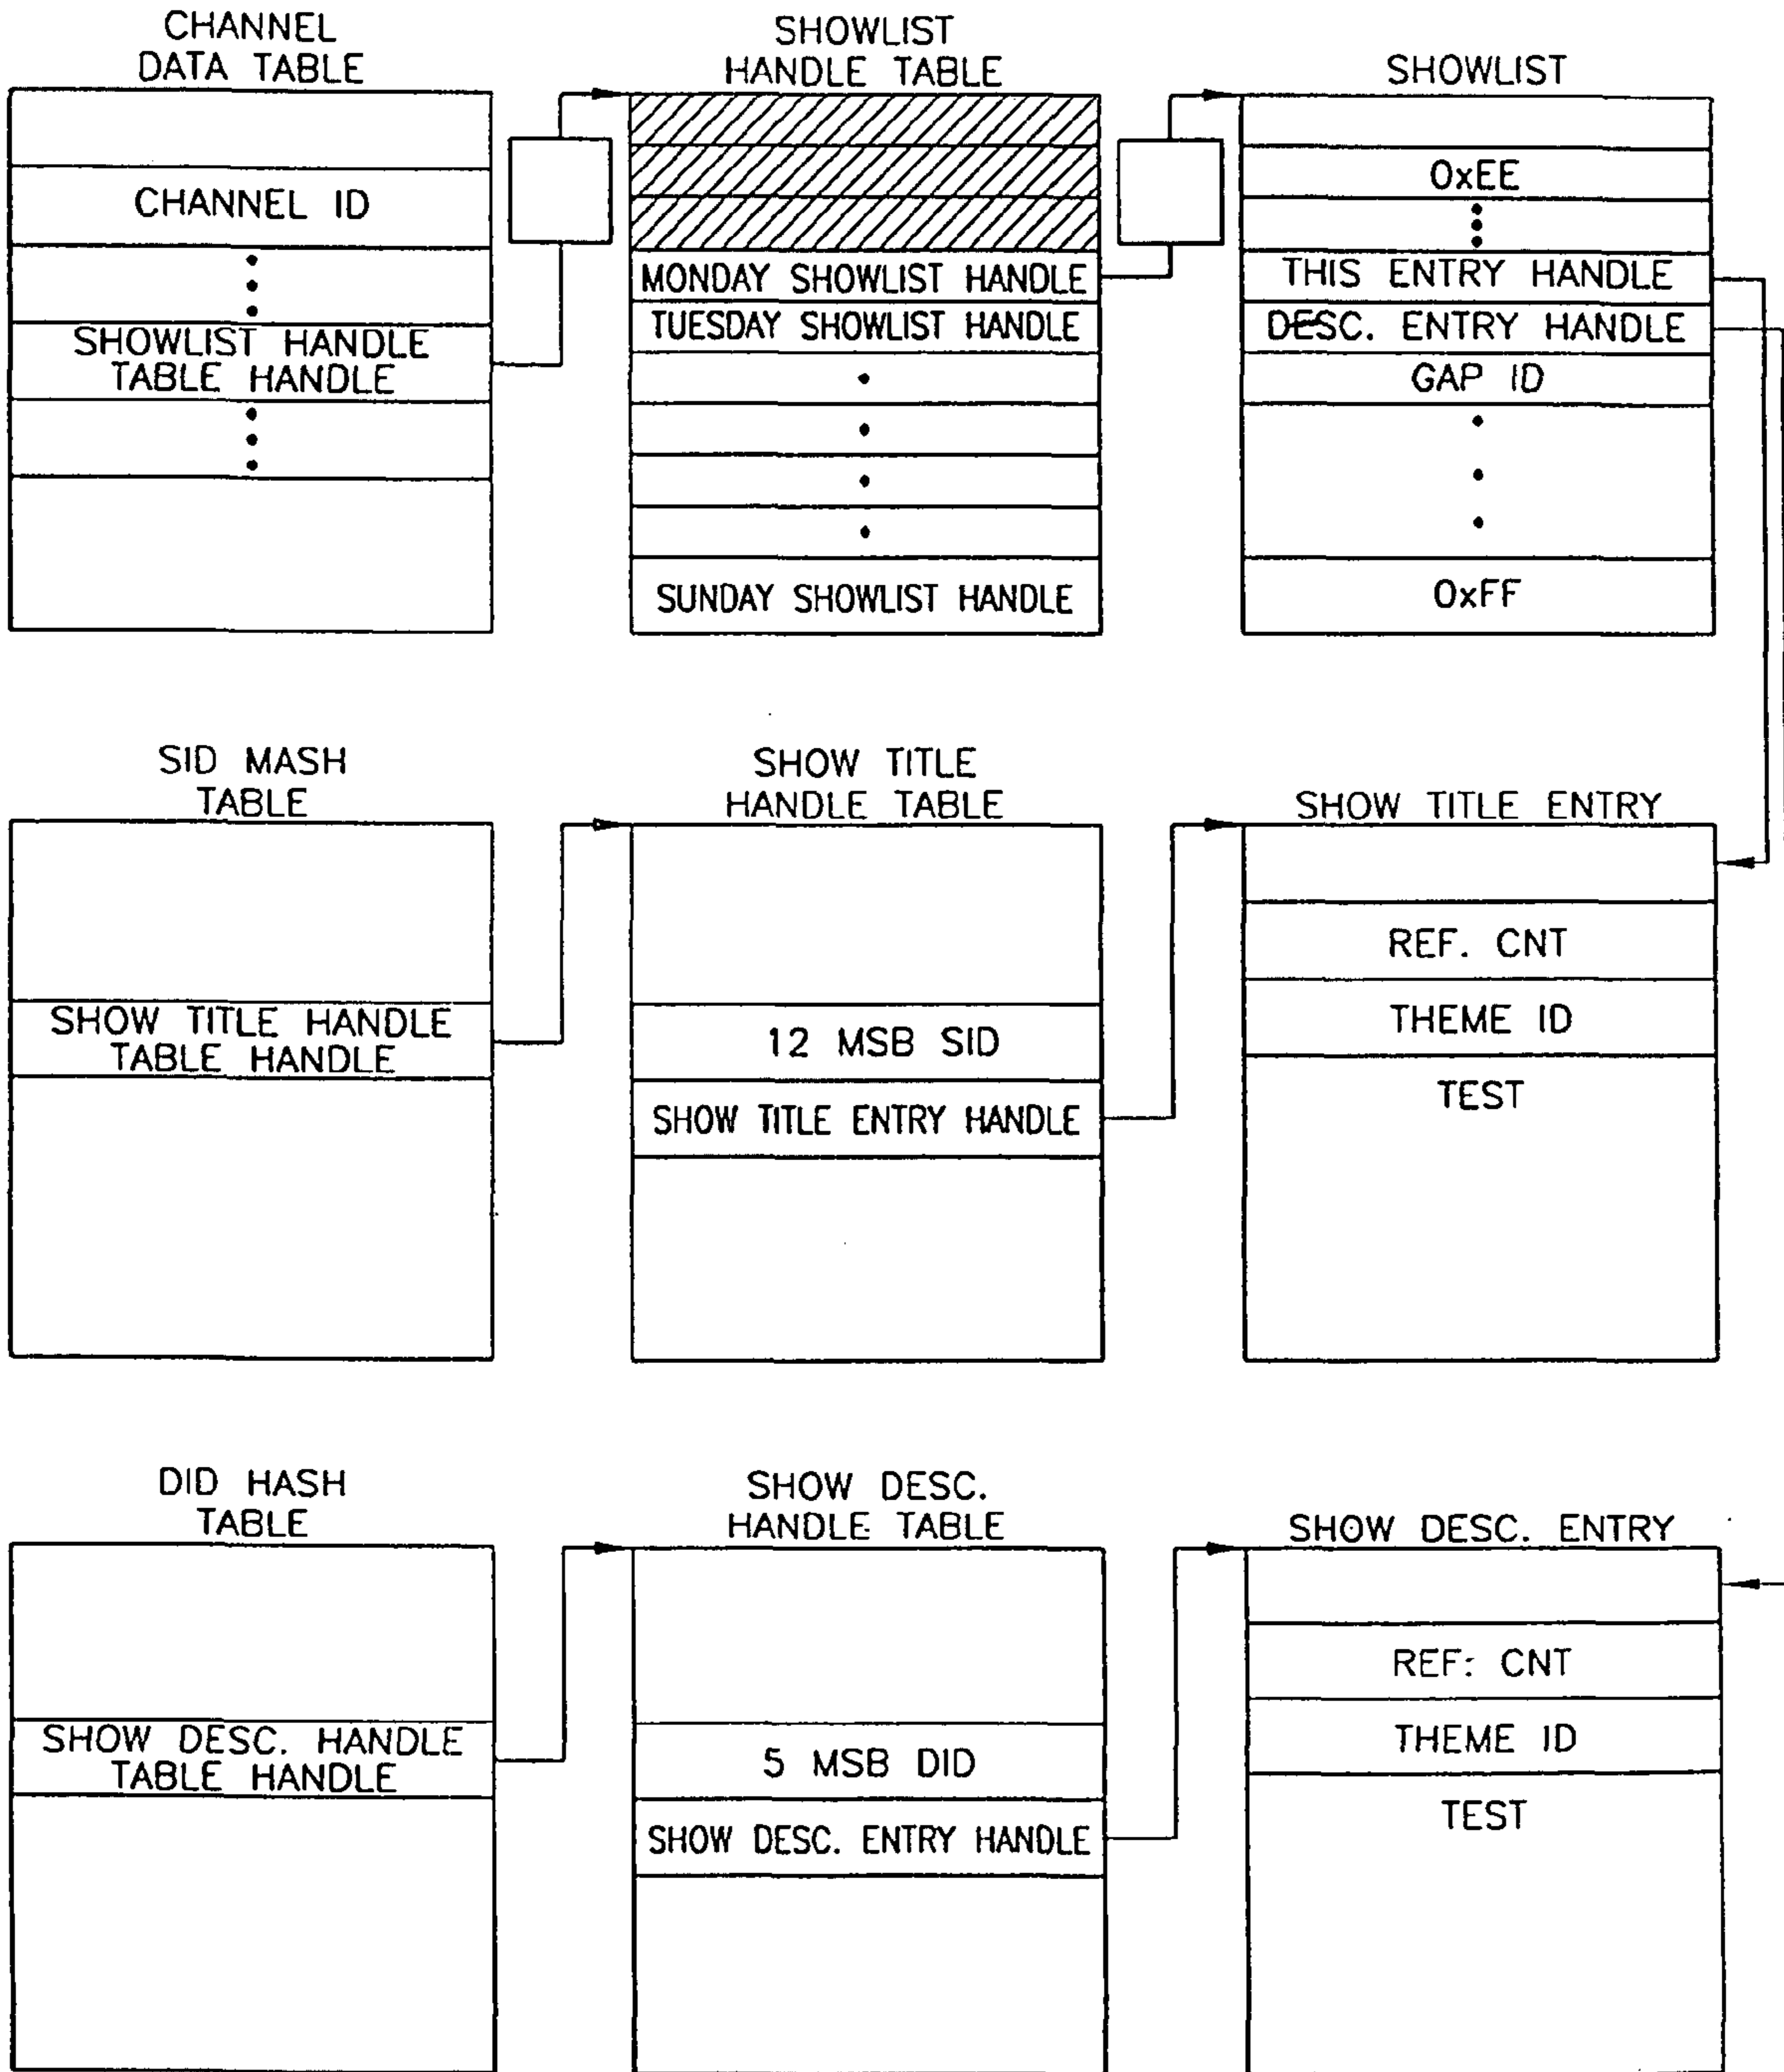 CHANNEL
DATA TABLE
CHANNEL ID
SHOWLIST HANDLE
TABLE HANDLE
SHOWLIST
HANDLE TABLE
MONDAY SHOWLIST HANDLE
TUESDAY SHOWLIST HANDLE
SUNDAY SHOWLIST HANDLE
SHOWLIST
0xEE
THIS ENTRY HANDLE
DESC. ENTRY HANDLE
GAP ID
0xFF
SID MASH
TABLE
SHOW TITLE HANDLE
TABLE HANDLE
SHOW TITLE
HANDLE TABLE
12 MSB SID
SHOW TITLE ENTRY HANDLE
SHOW TITLE ENTRY
REF. CNT
THEME ID
TEST
DID HASH
TABLE
SHOW DESC. HANDLE
TABLE HANDLE
SHOW DESC.
HANDLE TABLE
5 MSB DID
SHOW DESC. ENTRY HANDLE
SHOW DESC. ENTRY
REF: CNT
THEME ID
TEST